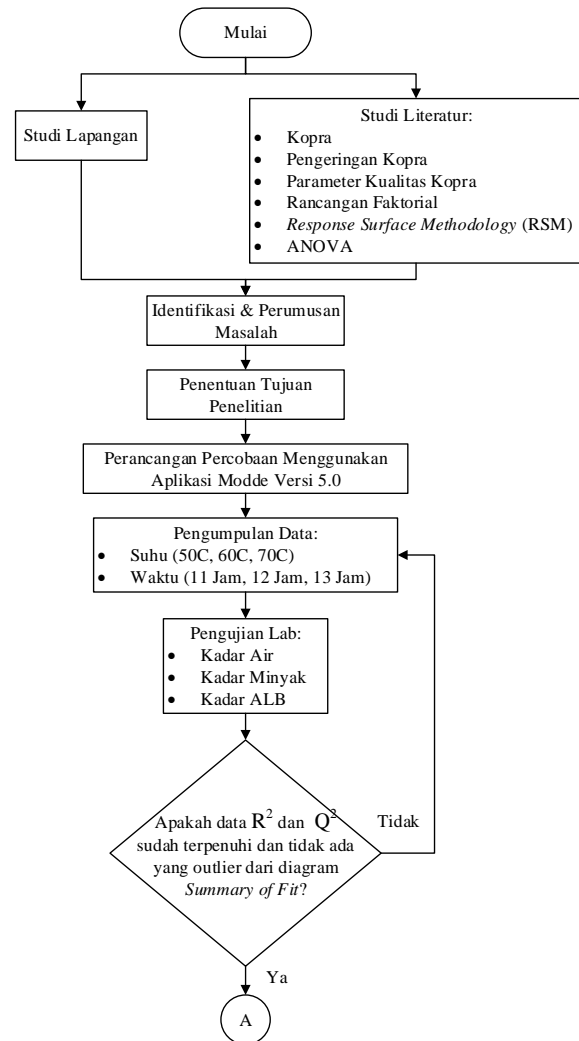 Mulai
Studi Lapangan
Studi Literatur:
• Kopra
• Pengeringan Kopra
• Parameter Kualitas Kopra
• Rancangan Faktorial
• Response Surface Methodology (RSM)
• ANOVA
Identifikasi & Perumusan
Masalah
Penentuan Tujuan
Penelitian
Perancangan Percobaan Menggunakan
Aplikasi Modde Versi 5.0
Pengumpulan Data:
• Suhu (50C, 60C, 70C)
• Waktu (11 Jam, 12 Jam, 13 Jam)
Pengujian Lab:
• Kadar Air
• Kadar Minyak
• Kadar ALB
Apakah data R² dan Q²
sudah terpenuhi dan tidak ada
yang outlier dari diagram
Summary of Fit?
Tidak
Ya
A